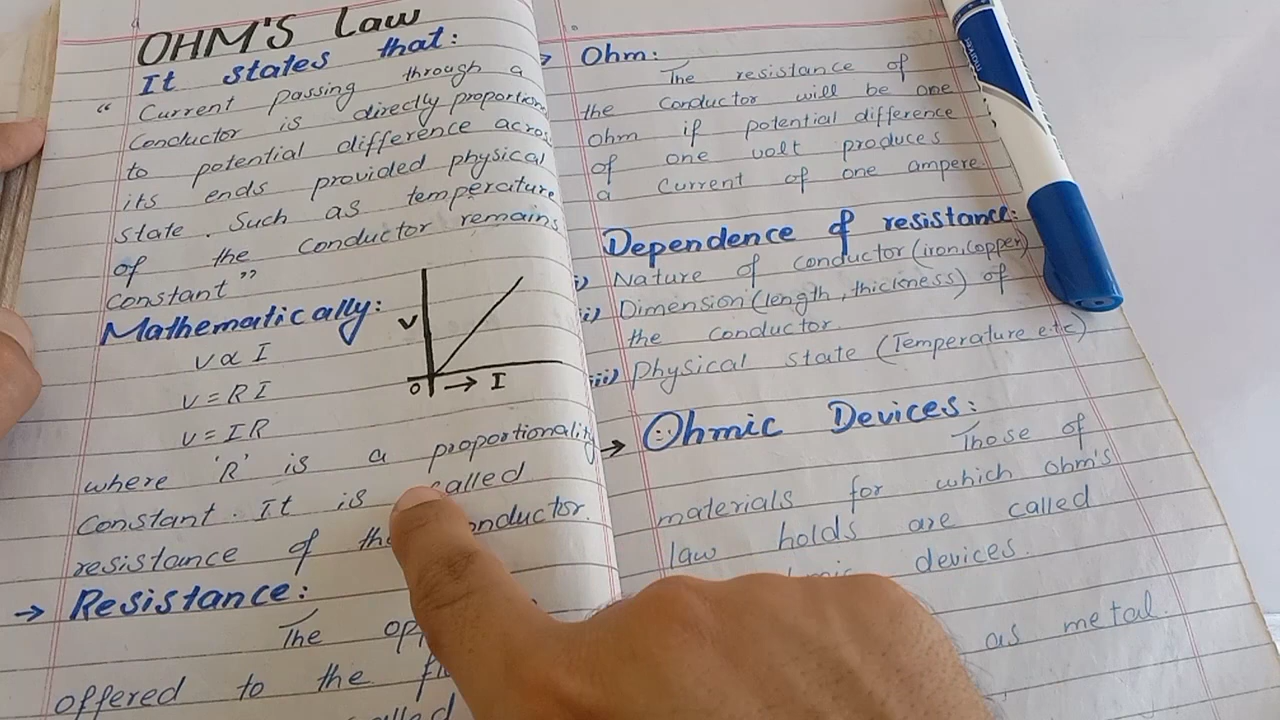 OHM'S Law
It states that:
“ Current passing through a
Conductor is directly proportion
to potential difference acros
its ends provided physical
state. Such as temperature
of the conductor remains
constant ”
Mathematically:
V ∝ I
V = RI
V = IR
V
O → I
where 'R' is a proportionality
Constant. It is called
resistance of the conductor.
→ Resistance:
The
offered to the
Ohm:
The resistance of
the conductor will be one
ohm if potential difference
of one volt produces
a current of one ampere
Dependence of resistance:
i) Nature of conductor (iron, copper)
ii) Dimension (length, thickness) of
the conductor
iii) Physical state (Temperature etc)
→ Ohmic Devices:
Those of
materials for which ohm's
law holds are called
devices.
as metal.
marker